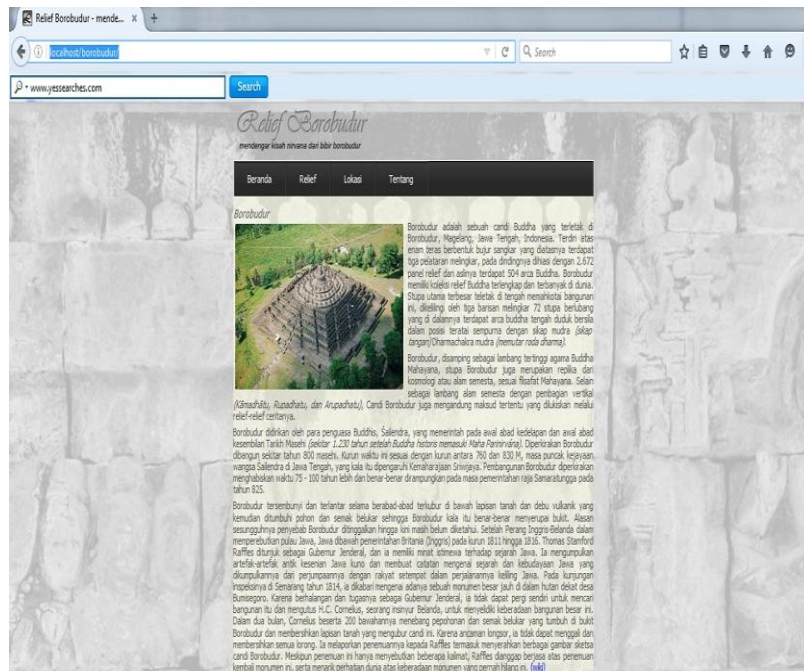 Relief Borobudur - mende...
localhost/borobudur/
Search
www.yessearches.com
Search
Relief Borobudur
mendengar kisah nirvana dari bibir borobudur
Beranda Relief Lokasi Tentang
Borobudur
Borobudur adalah sebuah candi Buddha yang terletak di
Borobudur, Magelang, Jawa Tengah, Indonesia. Terdiri atas
enam teras berbentuk bujur sangkar yang diatasnya terdapat
tiga pelataran melingkar, pada dindingnya dihiasi dengan 2.672
panel relief dan aslinya terdapat 504 arca Buddha. Borobudur
memiliki koleksi relief Buddha terlengkap dan terbanyak di dunia.
Stupa utama terbesar teletak di tengah memahkotai bangunan
ini, dikelilingi oleh tiga barisan melingkar 72 stupa berlubang
yang di dalamnya terdapat arca buddha tengah duduk bersila
dalam posisi teratai sempurna dengan sikap mudra (sikap
tangan) Dharmachakra mudra (memutar roda dharma).
Borobudur, disamping sebagai lambang tertinggi agama Buddha
Mahayana, stupa Borobudur juga merupakan replika dari
kosmologi atau alam semesta, sesuai filsafat Mahayana. Selain
sebagai lambang alam semesta dengan pembagian vertikal
(Kāmadhātu, Rupadhatu, dan Arupadhatu), Candi Borobudur juga mengandung maksud tertentu yang dilukiskan melalui
relief-relief ceritanya.
Borobudur didirikan oleh para penguasa Buddhis, Śailendra, yang memerintah pada awal abad kedelapan dan awal abad
kesembilan Tarikh Masehi (sekitar 1.230 tahun setelah Buddha historis memasuki Maha Parinirvāna). Diperkirakan Borobudur
dibangun sekitar tahun 800 masehi. Kurun waktu ini sesuai dengan kurun antara 760 dan 830 M, masa puncak kejayaan
wangsa Sailendra di Jawa Tengah, yang kala itu dipengaruhi Kemaharajaan Sriwijaya. Pembangunan Borobudur diperkirakan
menghabiskan waktu 75 - 100 tahun lebih dan benar-benar dirampungkan pada masa pemerintahan raja Samaratungga pada
tahun 825.
Borobudur tersembunyi dan terlantar selama berabad-abad terkubur di bawah lapisan tanah dan debu vulkanik yang
kemudian ditumbuhi pohon dan semak belukar sehingga Borobudur kala itu benar-benar menyerupai bukit. Alasan
sesungguhnya penyebab Borobudur ditinggalkan hingga kini masih belum diketahui. Setelah Perang Inggris-Belanda dalam
memperebutkan pulau Jawa, Jawa dibawah pemerintahan Britania (Inggris) pada kurun 1811 hingga 1816. Thomas Stamford
Raffles ditunjuk sebagai Gubernur Jenderal, dan ia memiliki minat istimewa terhadap sejarah Jawa. Ia mengumpulkan
artefak-artefak antik kesenian Jawa kuno dan membuat catatan mengenai sejarah dan kebudayaan Jawa yang
dikumpulkannya dari perjumpaannya dengan rakyat setempat dalam perjalanannya keliling Jawa. Pada kunjungan
inspeksinya di Semarang tahun 1814, ia dikabari mengenai adanya sebuah monumen besar jauh di dalam hutan dekat desa
Bumisegoro. Karena berhalangan dan tugasnya sebagai Gubernur Jenderal, ia tidak dapat pergi sendiri untuk mencari
bangunan itu dan mengutus H.C. Cornelius, seorang insinyur Belanda, untuk menyelidiki keberadaan bangunan besar ini.
Dalam dua bulan, Cornelius beserta 200 bawahannya menebang pepohonan dan semak belukar yang tumbuh di bukit
Borobudur dan membersihkan lapisan tanah yang mengubur candi ini. Karena ancaman longsor, ia tidak dapat menggali dan
membersihkan semua lorong. Ia melaporkan penemuannya kepada Raffles termasuk menyerahkan berbagai gambar sketsa
candi Borobudur. Meskipun penemuan ini hanya menyebutkan beberapa kalimat, Raffles dianggap berjasa atas penemuan
kembali monumen ini, serta menarik perhatian dunia atas keberadaan monumen yang pernah hilang ini. (wiki)